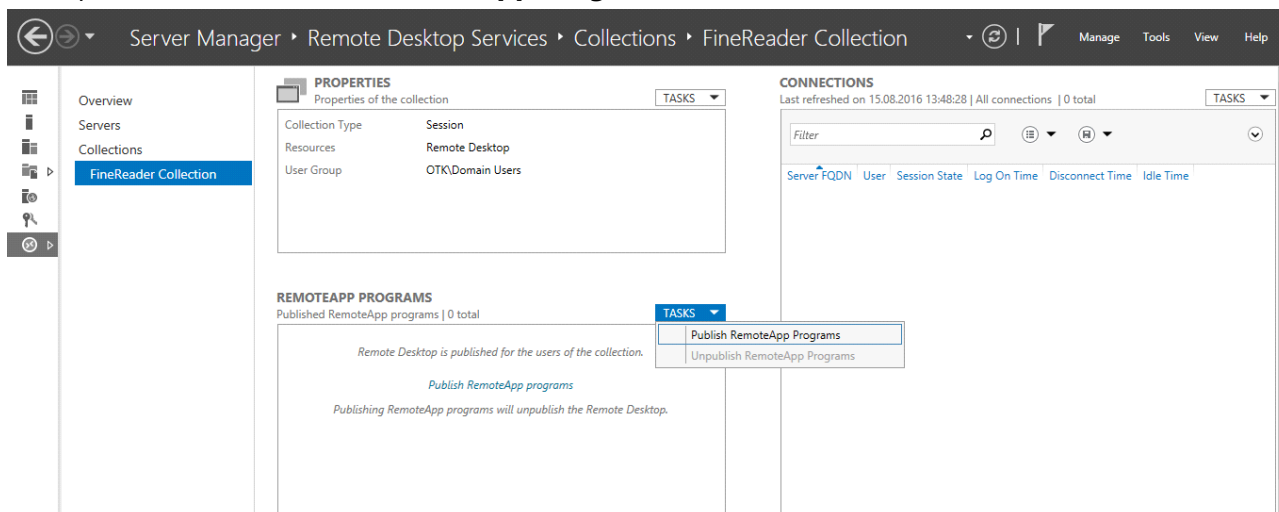 App
Server Manager ‣ Remote Desktop Services ‣ Collections ‣ FineReader Collection
Manage Tools View Help
Overview
Servers
Collections
FineReader Collection
PROPERTIES
Properties of the collection
TASKS
Collection Type Session
Resources Remote Desktop
User Group OTK\Domain Users
REMOTEAPP PROGRAMS
Published RemoteApp programs | 0 total
TASKS
Publish RemoteApp Programs
Unpublish RemoteApp Programs
Remote Desktop is published for the users of the collection.
Publish RemoteApp programs
Publishing RemoteApp programs will unpublish the Remote Desktop.
CONNECTIONS
Last refreshed on 15.08.2016 13:48:28 | All connections | 0 total
TASKS
Filter
Server FQDN User Session State Log On Time Disconnect Time Idle Time